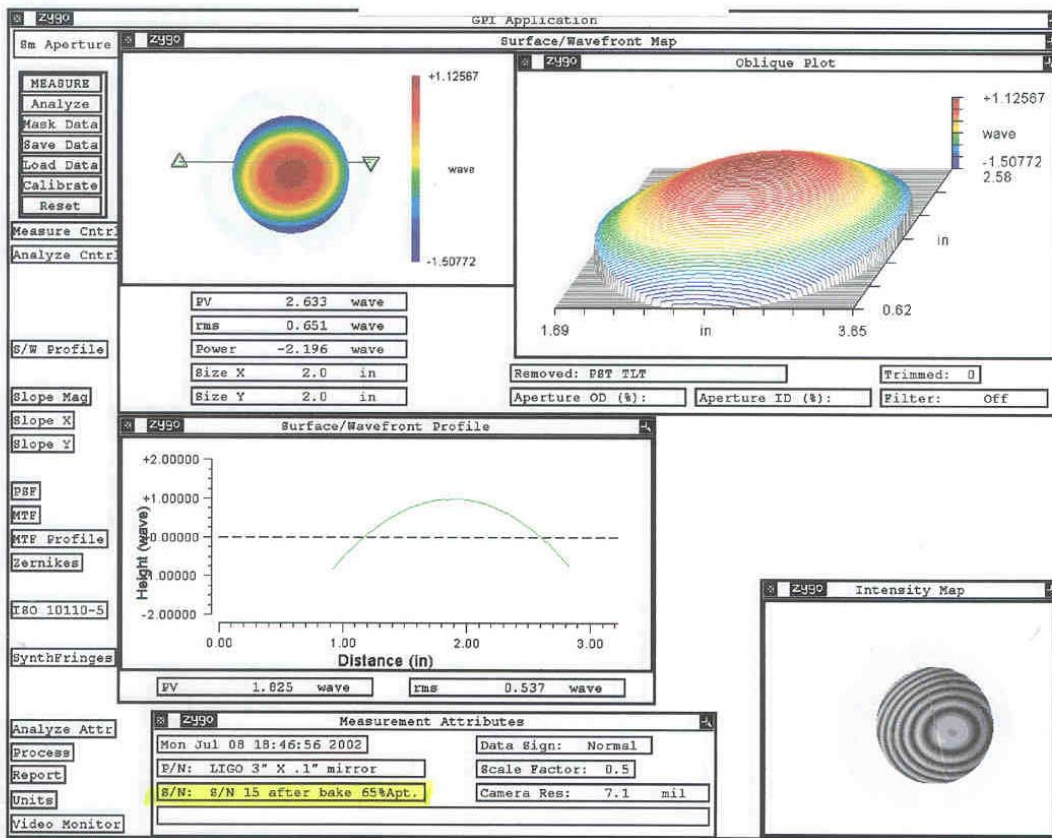 zygo GPI Application
Sm Aperture
MEASURE
Analyze
Mask Data
Save Data
Load Data
Calibrate
Reset
Measure Cntrl
Analyze Cntrl
S/W Profile
Slope Mag
Slope X
Slope Y
PSF
MTF
MTF Profile
Zernikes
ISO 10110-5
SynthFringes
Analyze Attr
Process
Report
Units
Video Monitor
zygo Surface/Wavefront Map
+1.12567
wave
-1.50772
PV 2.633 wave
rms 0.651 wave
Power -2.196 wave
Size X 2.0 in
Size Y 2.0 in
zygo Oblique Plot
+1.12567
wave
-1.50772
2.58
in
0.62
1.69 in 3.65
Removed: PST TLT Trimmed: 0
Aperture OD (%): Aperture ID (%): Filter: Off
zygo Surface/Wavefront Profile
Height (wave)
+2.00000
+1.00000
+0.00000
-1.00000
-2.00000
0.00 1.00 2.00 3.00
Distance (in)
PV 1.825 wave rms 0.537 wave
zygo Intensity Map
zygo Measurement Attributes
Mon Jul 08 18:46:56 2002 Data Sign: Normal
P/N: LIGO 3" X .1" mirror Scale Factor: 0.5
S/N: S/N 15 after bake 65%Apt. Camera Res: 7.1 mil